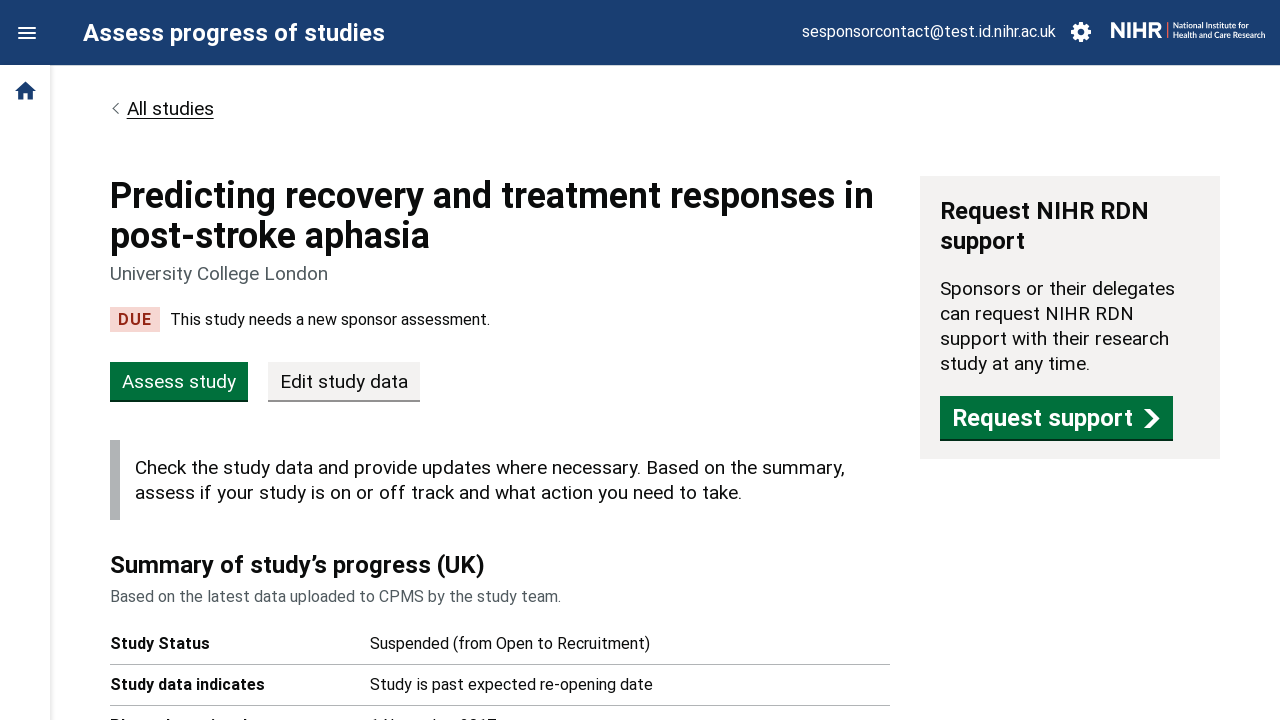 Assess progress of studies
sesponsorcontact@test.id.nihr.ac.uk
NIHR | National Institute for
Health and Care Research
All studies
Predicting recovery and treatment responses in
post-stroke aphasia
University College London
DUE This study needs a new sponsor assessment.
Assess study Edit study data
Check the study data and provide updates where necessary. Based on the summary,
assess if your study is on or off track and what action you need to take.
Summary of study’s progress (UK)
Based on the latest data uploaded to CPMS by the study team.
Study Status Suspended (from Open to Recruitment)
Study data indicates Study is past expected re-opening date
Request NIHR RDN
support
Sponsors or their delegates
can request NIHR RDN
support with their research
study at any time.
Request support